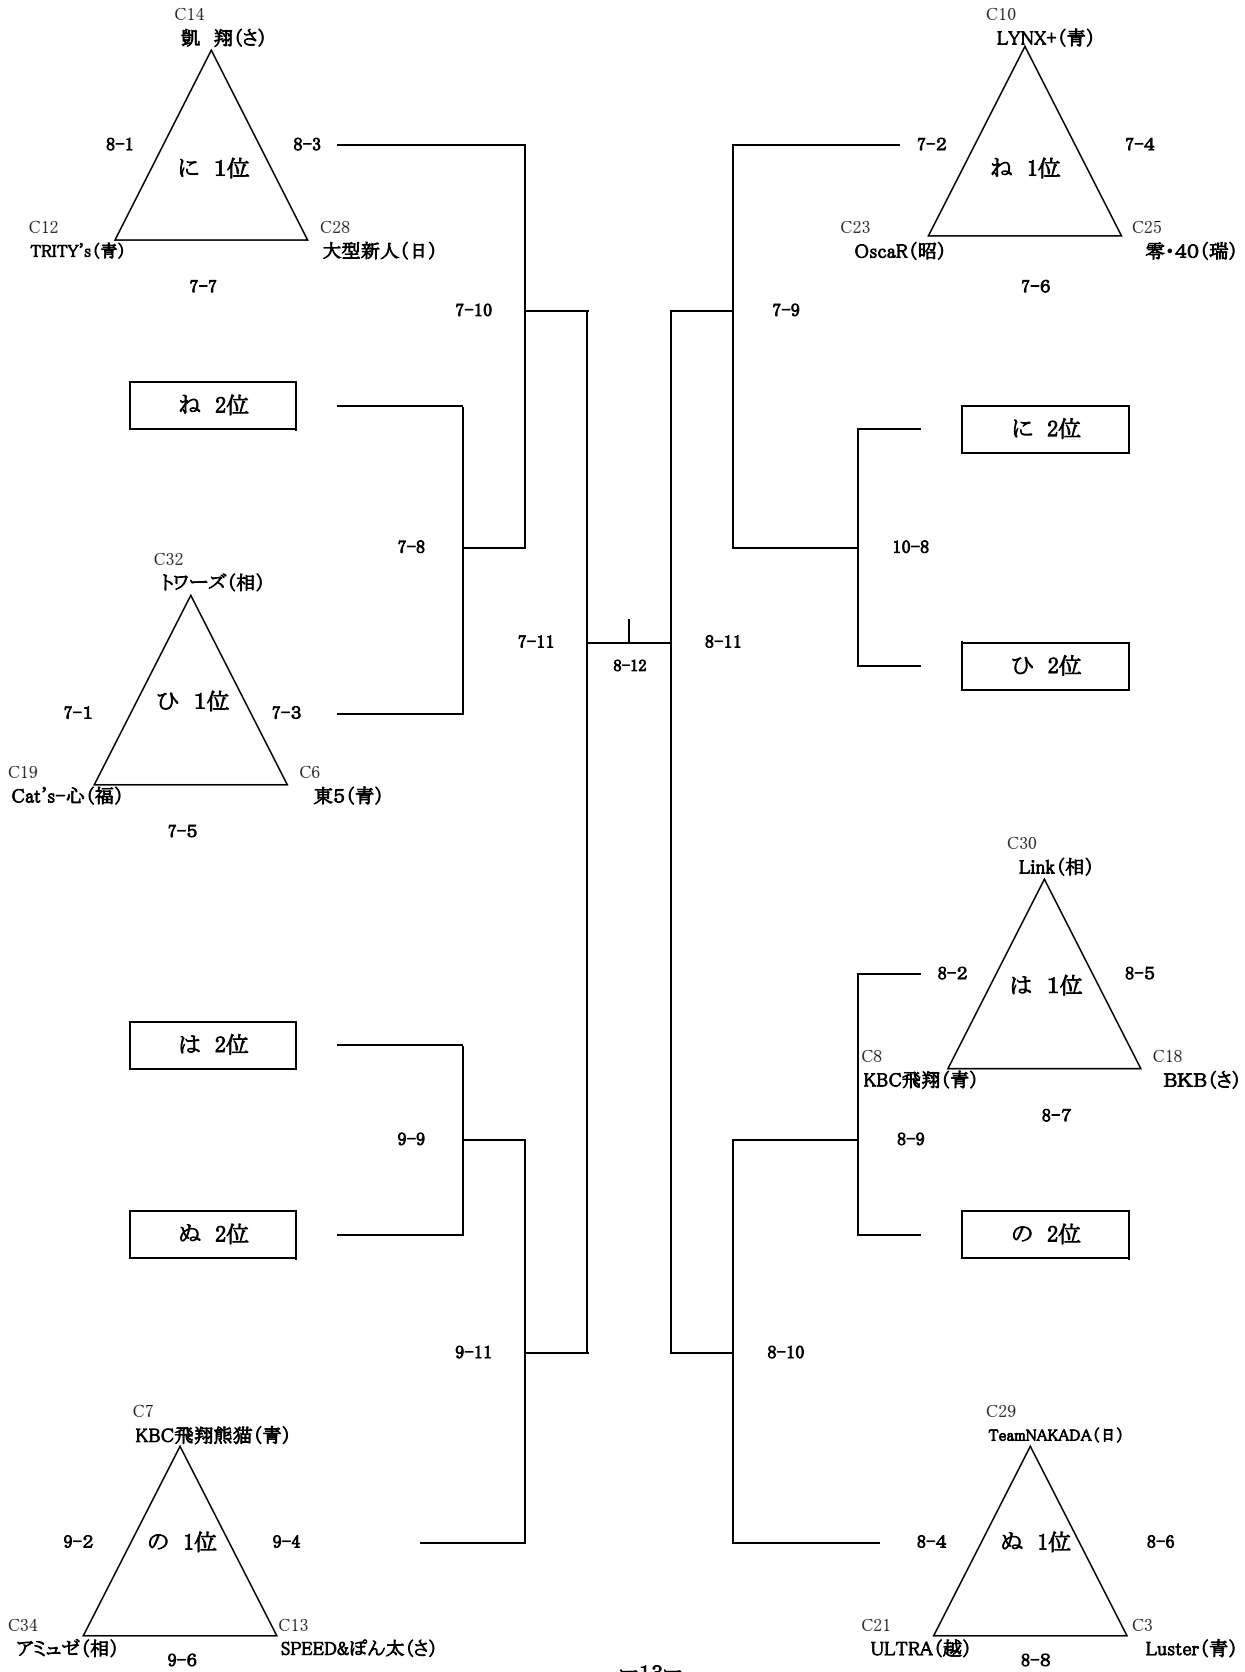 C14
凱　翔（さ）
8-1
8-3
に　1位
C12
TRITY's（青）
C28
大型新人（日）
7-7
7-10
ね　2位
7-8
C32
トワーズ（相）
7-1
ひ　1位
7-3
C19
Cat's-心（福）
C6
東5（青）
7-5
7-11
8-12
は　2位
9-9
ぬ　2位
9-11
C7
KBC飛翔熊猫（青）
9-2
の　1位
9-4
C34
アミュゼ（相）
C13
SPEED&ぽん太（さ）
9-6
C10
LYNX+（青）
7-2
ね　1位
7-4
C23
OscaR（昭）
C25
零・40（瑞）
7-6
7-9
に　2位
10-8
ひ　2位
8-11
C30
Link（相）
8-2
は　1位
8-5
C8
KBC飛翔（青）
C18
BKB（さ）
8-7
8-9
の　2位
8-10
C29
TeamNAKADA（日）
8-4
ぬ　1位
8-6
C21
ULTRA（越）
C3
Luster（青）
8-8
ー13ー